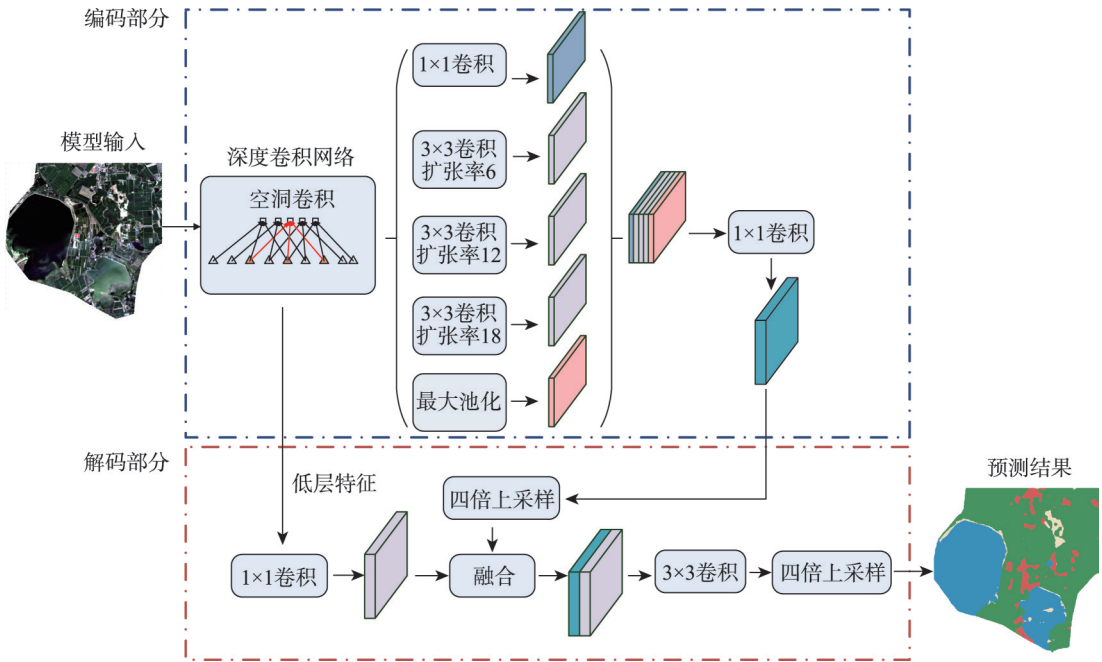 编码部分
模型输入
深度卷积网络
空洞卷积
1×1卷积
3×3卷积
扩张率6
3×3卷积
扩张率12
3×3卷积
扩张率18
最大池化
1×1卷积
解码部分
低层特征
四倍上采样
1×1卷积
融合
3×3卷积
四倍上采样
预测结果